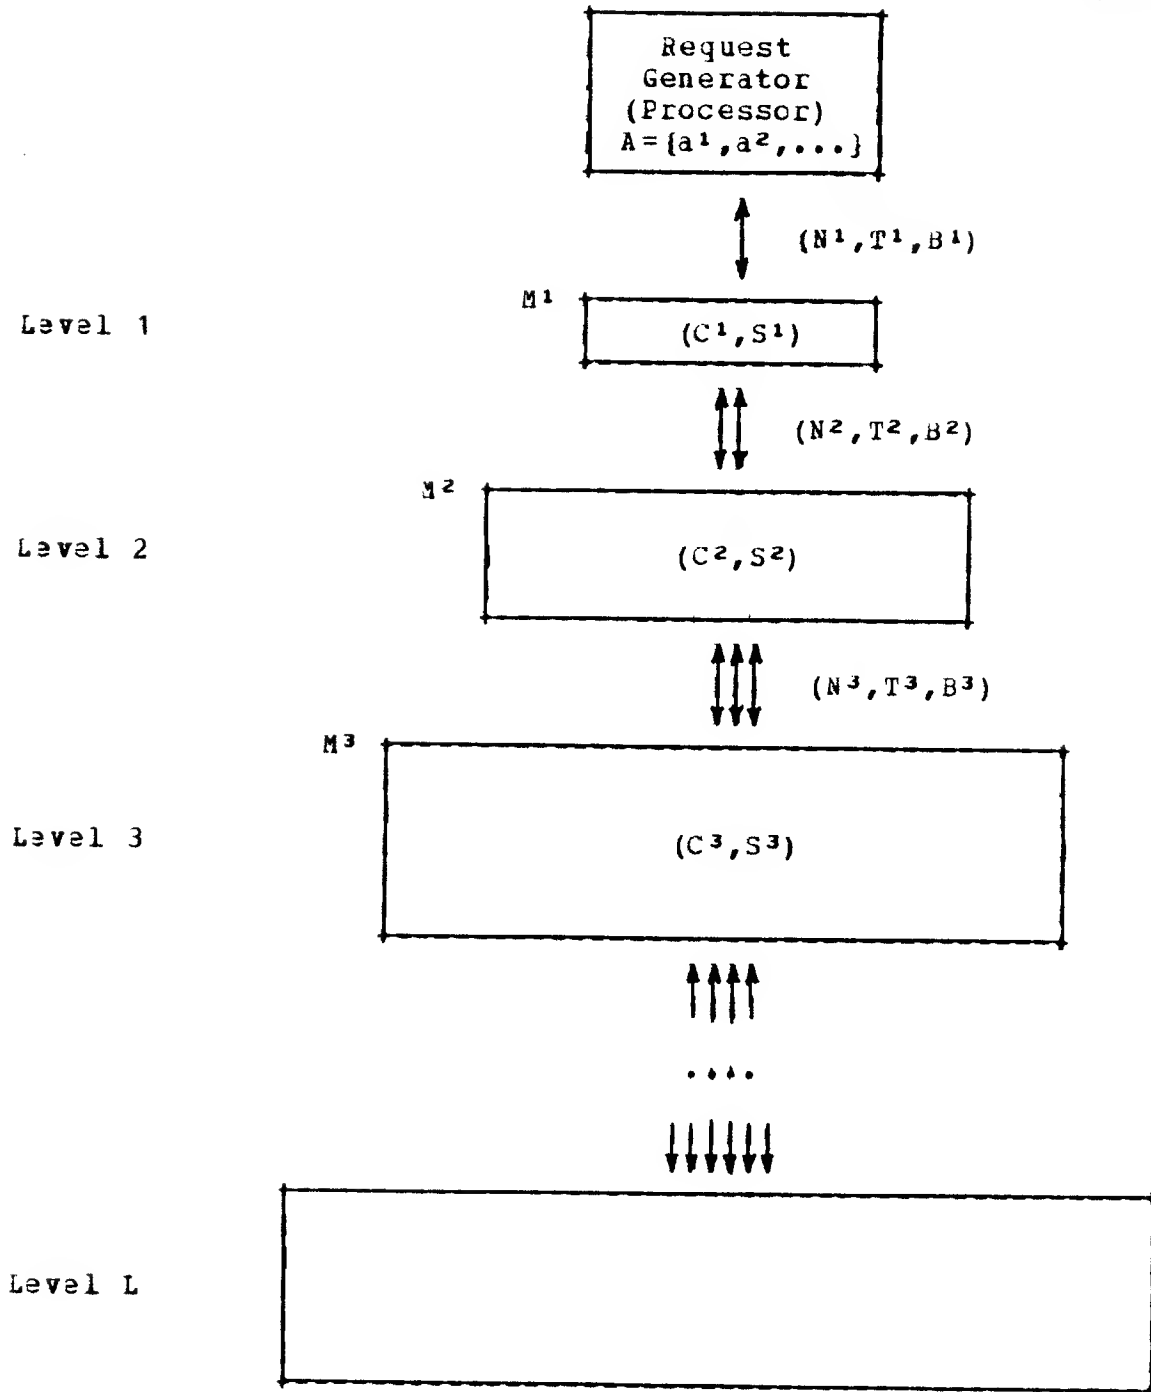 Request
Generator
(Processor)
A={a¹,a²,...}
(N¹,T¹,B¹)
M¹
Level 1
(C¹,S¹)
(N²,T²,B²)
M²
Level 2
(C²,S²)
(N³,T³,B³)
M³
Level 3
(C³,S³)
....
Level L